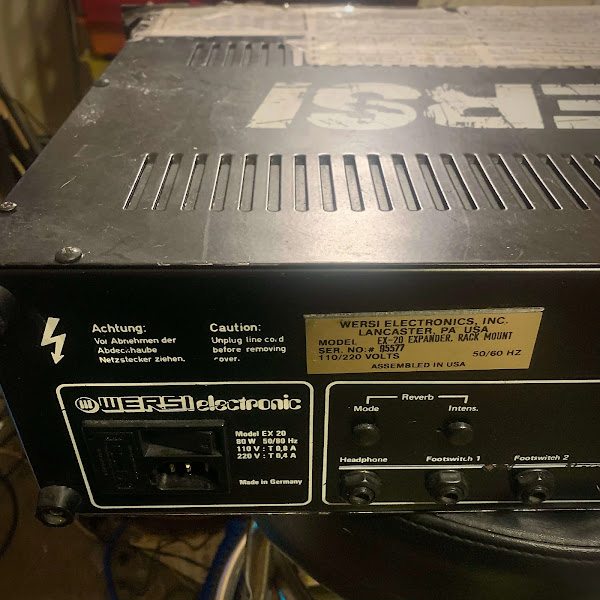 Achtung:
Vor Abnehmen der
Abdeckhaube
Netzstecker ziehen.
Caution:
Unplug line cord
before removing
cover.
WERSI ELECTRONICS, INC.
LANCASTER, PA USA
MODEL EX-20 EXPANDER, RACK MOUNT
SER. NO:# 95577
110/220 VOLTS 50/60 HZ
ASSEMBLED IN USA
WERSI electronic
Model EX 20
80 W 50/60 Hz
110 V : T 0,8 A
220 V : T 0,4 A
Made in Germany
Reverb
Mode Intens.
Headphone Footswitch 1 Footswitch 2